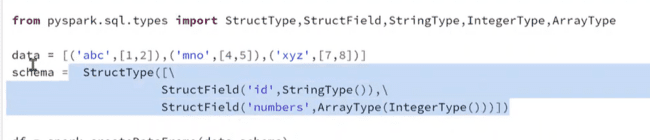 from pyspark.sql.types import StructType,StructField,StringType,IntegerType,ArrayType
data = [('abc',[1,2]),('mno',[4,5]),('xyz',[7,8])]
schema = StructType([\
StructField('id',StringType()),\
StructField('numbers',ArrayType(IntegerType()))])